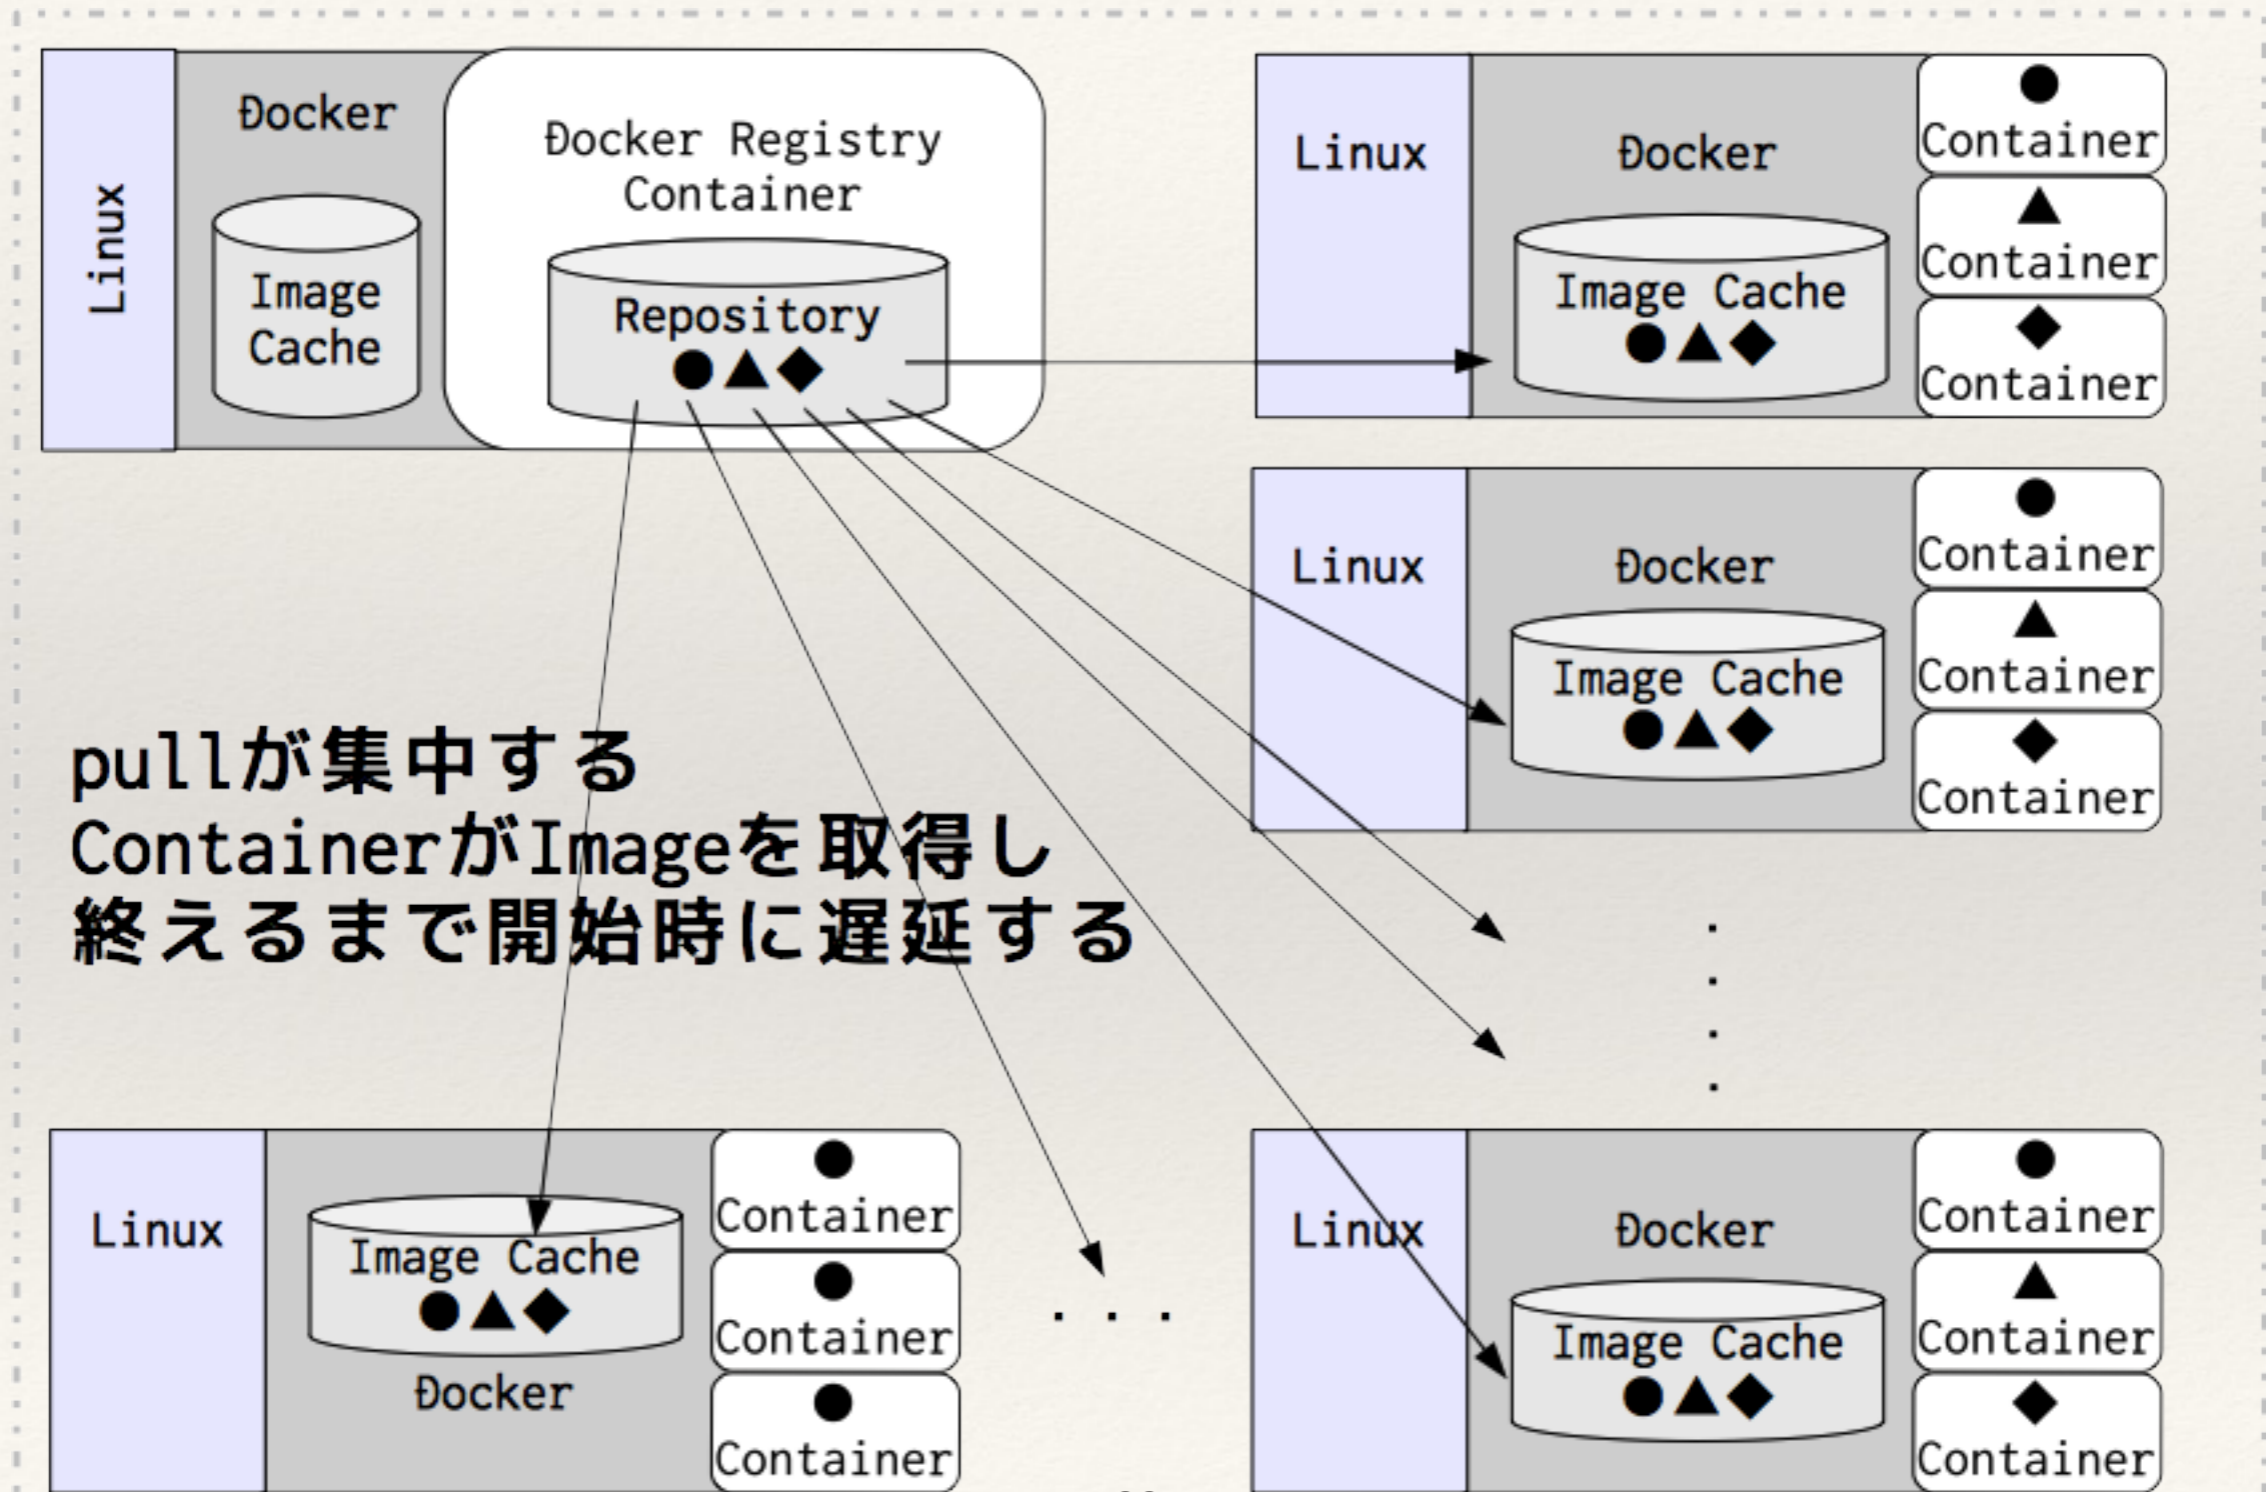 Linux
Docker
Image
Cache
Docker Registry
Container
Repository
●▲◆
Linux
Docker
Image Cache
●▲◆
●
Container
▲
Container
◆
Container
Linux
Docker
Image Cache
●▲◆
●
Container
▲
Container
◆
Container
pullが集中する
ContainerがImageを取得し
終えるまで開始時に遅延する
.
.
.
.
Linux
Image Cache
●▲◆
Docker
●
Container
●
Container
●
Container
. . .
Linux
Docker
Image Cache
●▲◆
●
Container
▲
Container
◆
Container